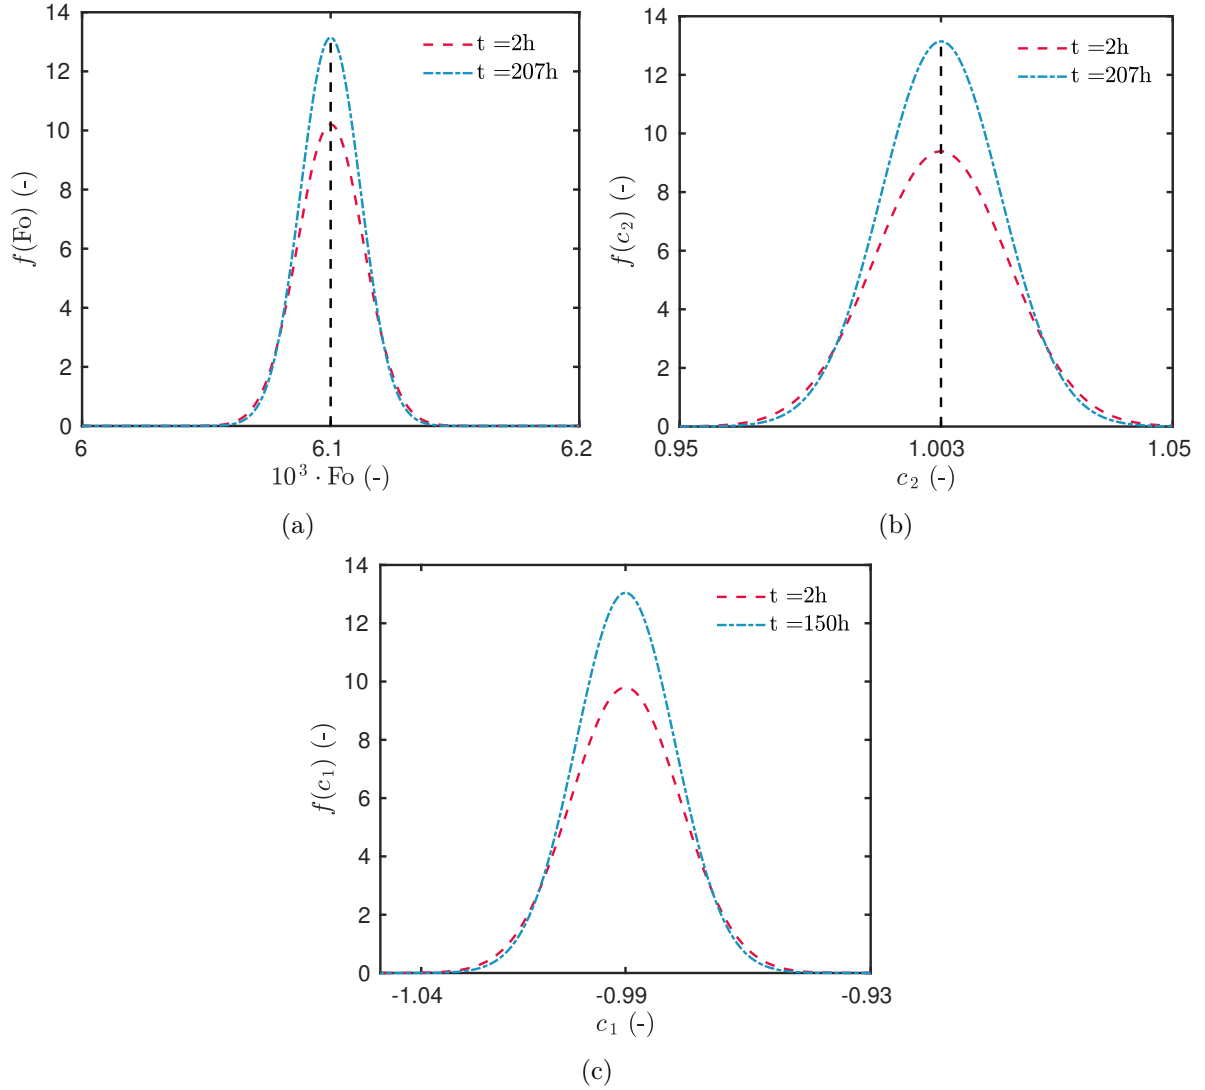 14
12
10
8
6
4
2
0
f(Fo) (-)
t =2h
t =207h
6
6.1
6.2
10³ · Fo (-)
(a)
14
12
10
8
6
4
2
0
f(c₂) (-)
t =2h
t =207h
0.95
1.003
1.05
c₂ (-)
(b)
14
12
10
8
6
4
2
0
f(c₁) (-)
t =2h
t =150h
-1.04
-0.99
-0.93
c₁ (-)
(c)